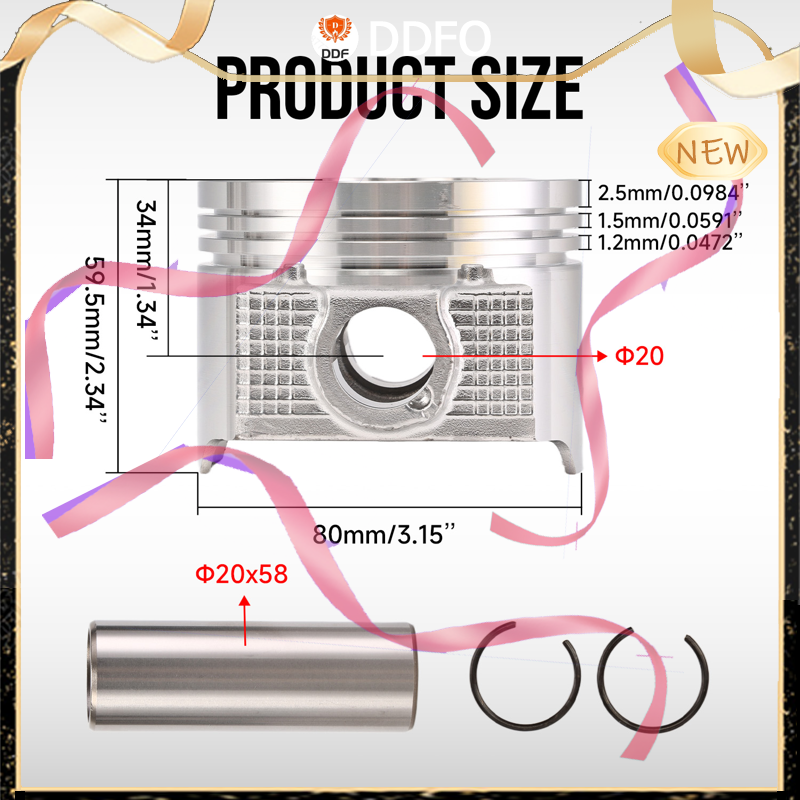 DDF
DDFO
PRODUCT SIZE
NEW
2.5mm/0.0984’’
1.5mm/0.0591’’
1.2mm/0.0472’’
34mm/1.34’’
59.5mm/2.34’’
Φ20
80mm/3.15’’
Φ20x58